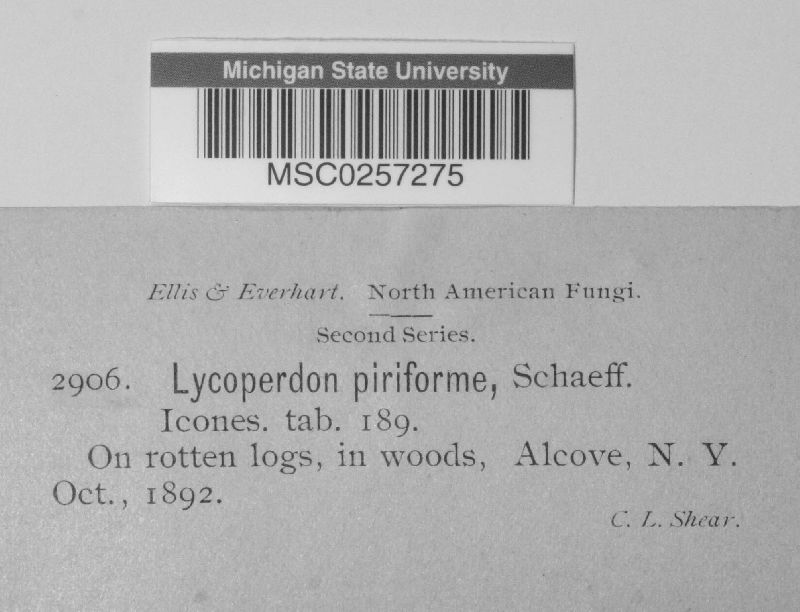 Michigan State University
MSC0257275
Ellis & Everhart. North American Fungi.
Second Series.
2906. Lycoperdon piriforme, Schaeff.
Icones. tab. 189.
On rotten logs, in woods, Alcove, N. Y.
Oct., 1892.
C. L. Shear.